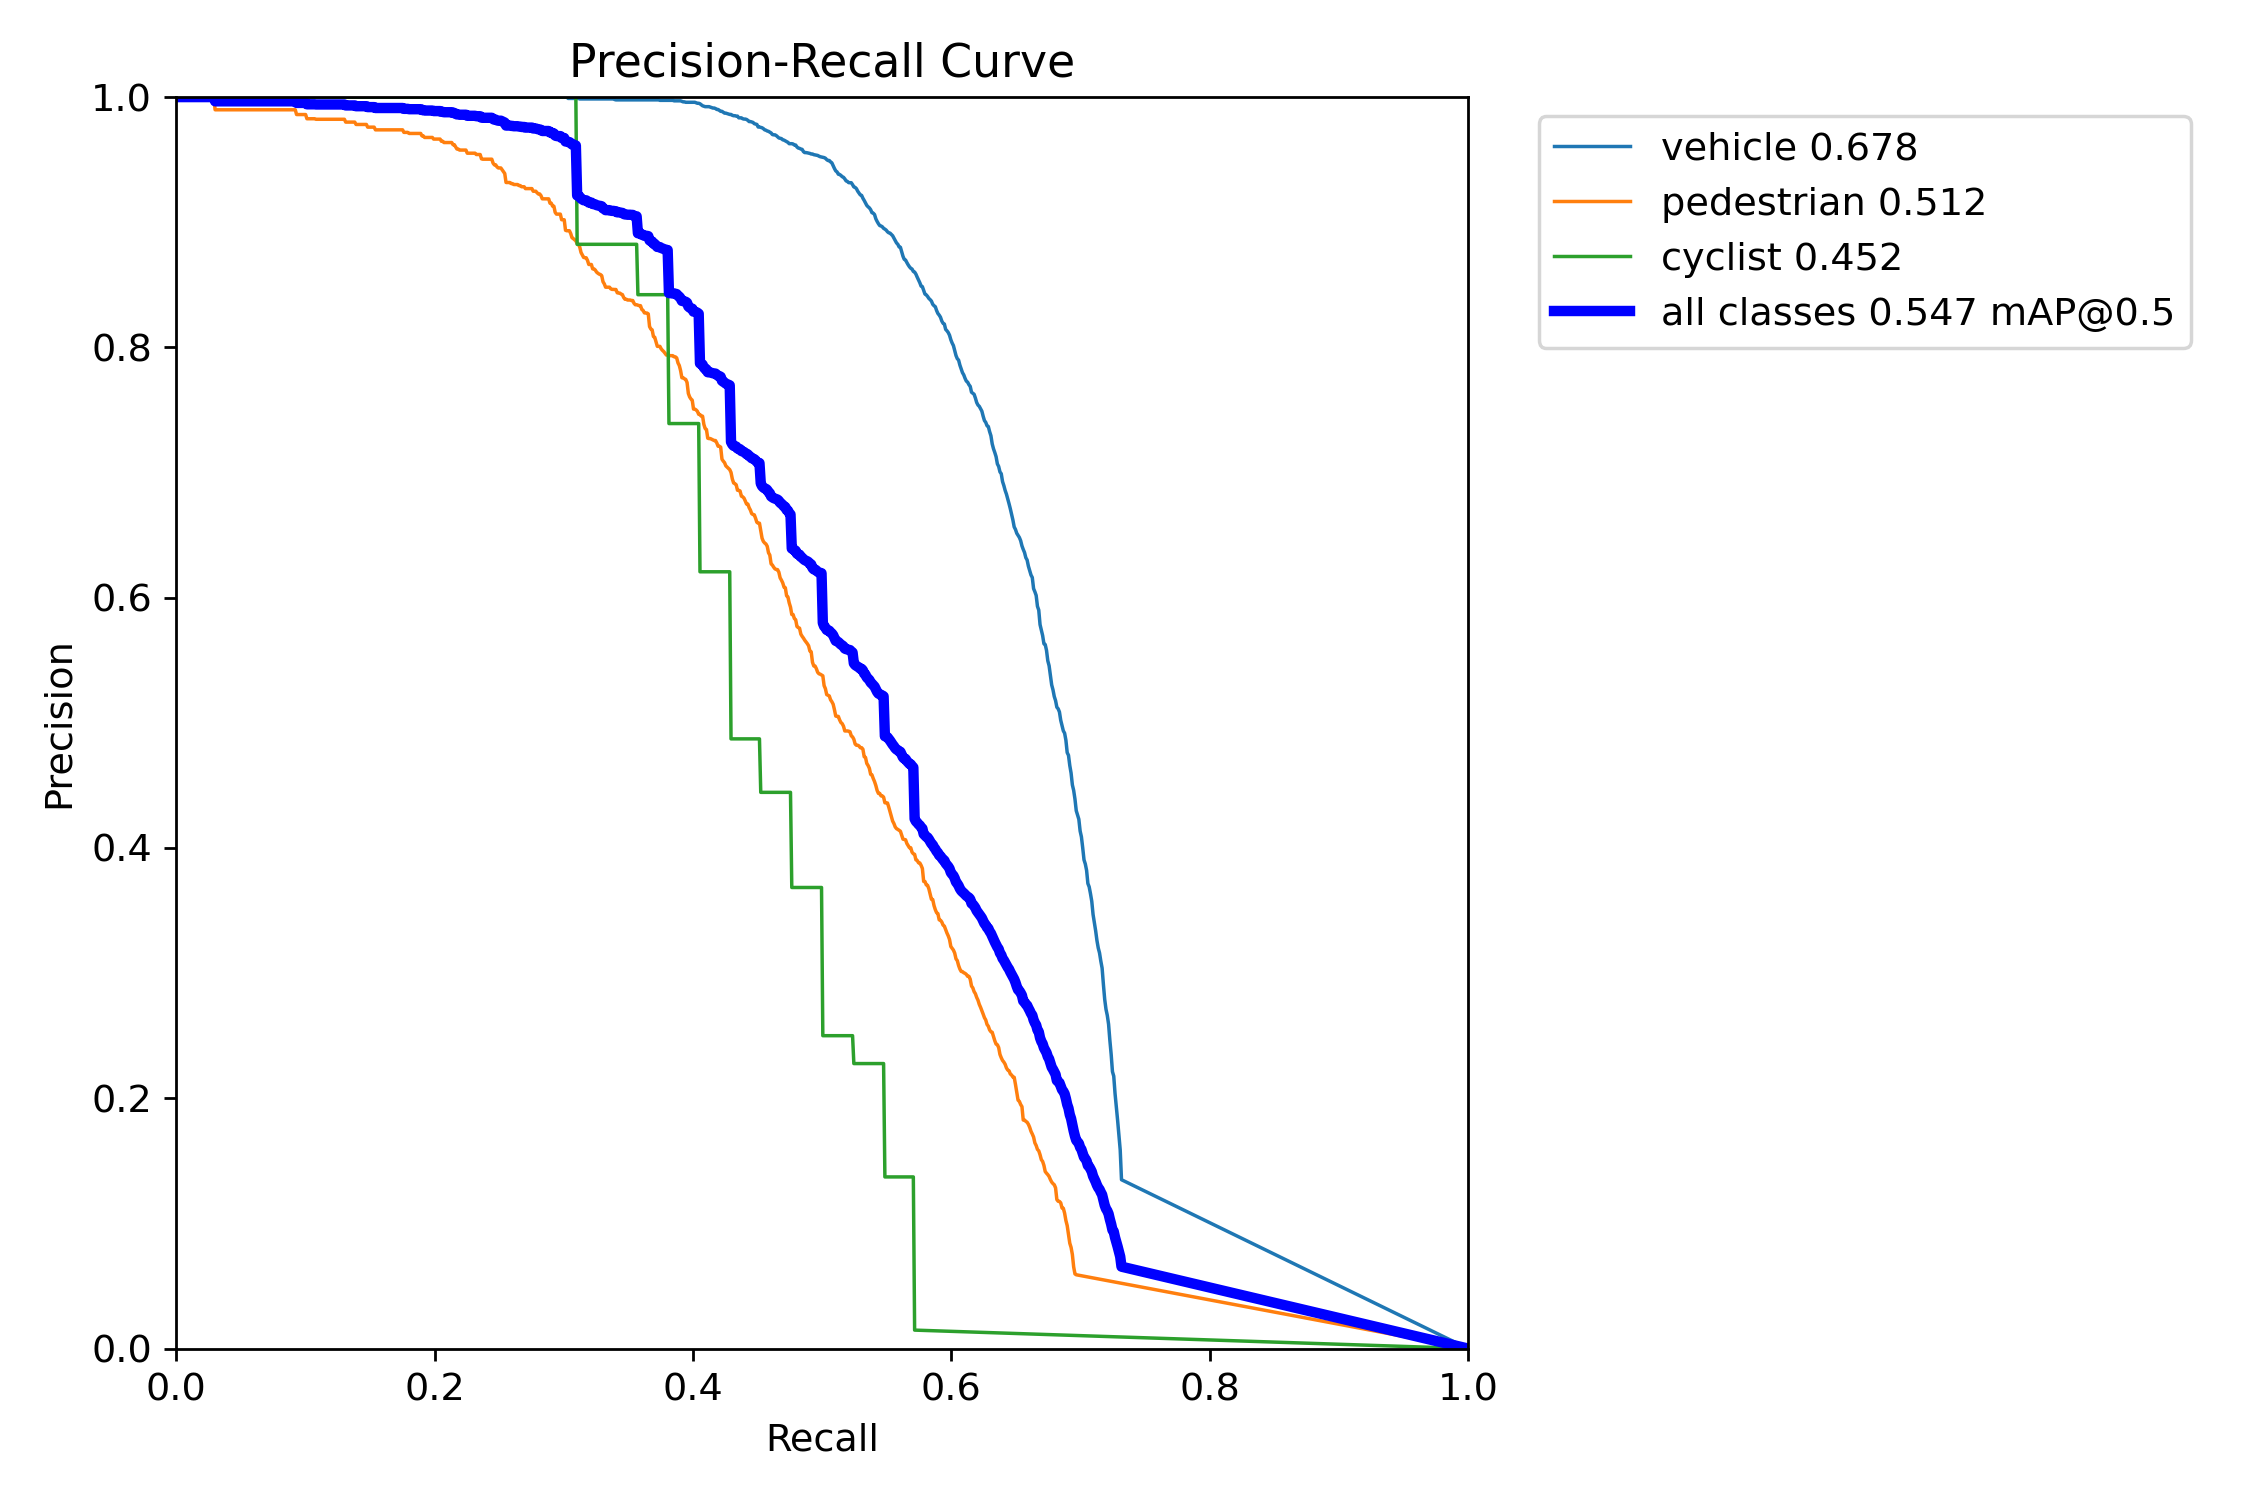 Precision-Recall Curve
1.0
0.8
0.6
0.4
0.2
0.0
Precision
0.0 0.2 0.4 0.6 0.8 1.0
Recall
vehicle 0.678
pedestrian 0.512
cyclist 0.452
all classes 0.547 mAP@0.5